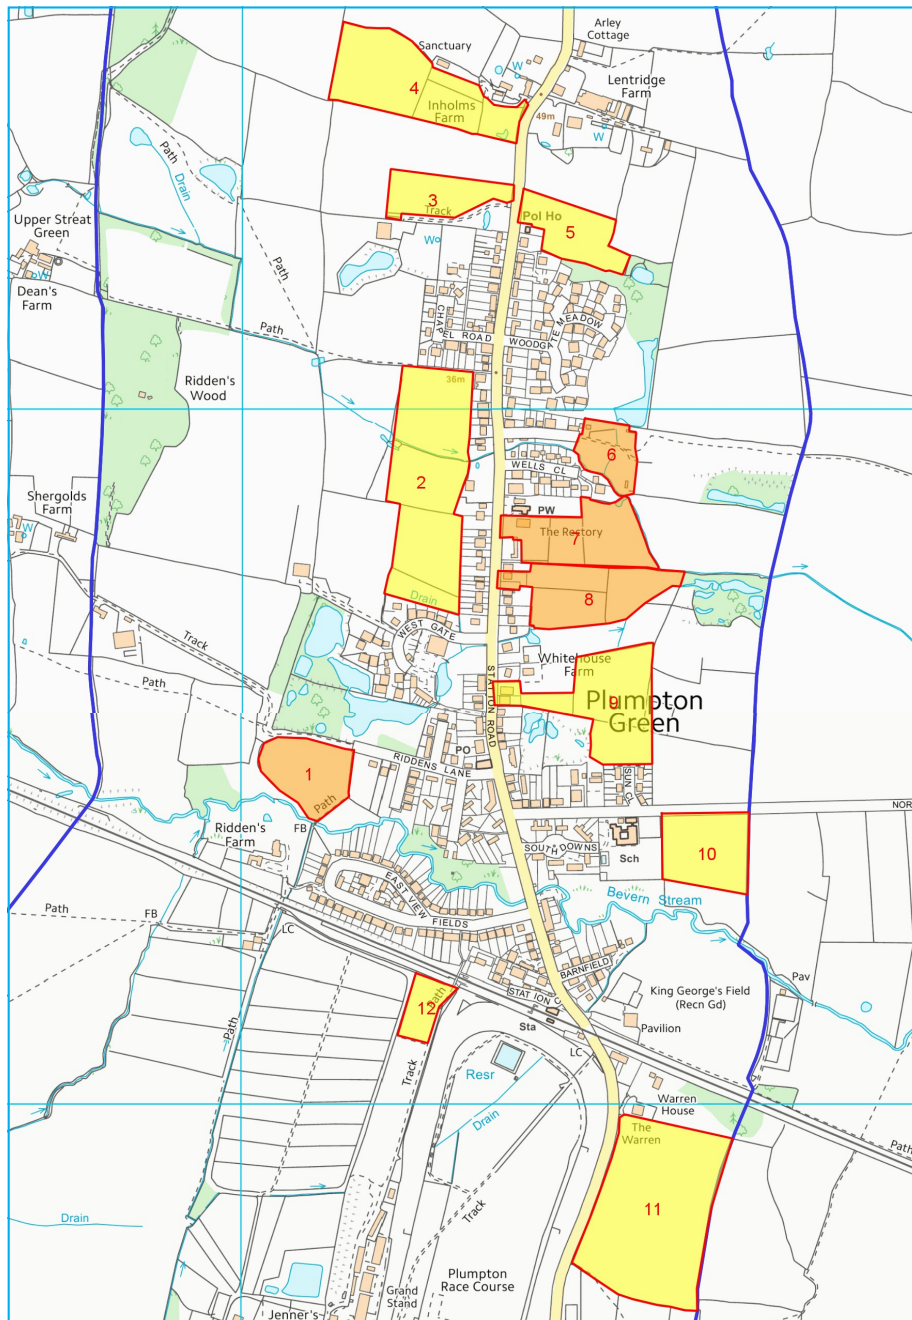 Arley
Cottage
Sanctuary
W
Lentridge
Farm
4
Inholms
Farm
49m
W
Path
Drain
3
Track
Pol Ho
5
Upper Streat
Green
W
W
Dean's
Farm
Path
CHAPEL ROAD
WOODGATE MEADOW
Path
36m
Ridden's
Wood
6
WELLS CL
2
Shergolds
Farm
W
PW
The Rectory
7
8
Drain
WEST GATE
Track
Path
STATION ROAD
Whitehouse
Farm
9
Plumpton
Green
PO
RIDDENS LANE
1
Path
SUN CL
NOR
Ridden's
Farm
FB
SOUTHDOWNS
Sch
10
EAST VIEW FIELDS
Bevern Stream
Path
FB
LC
BARNFIELD
STATION C
King George's Field
(Recn Gd)
Pav
12
Path
Sta
Pavilion
Path
LC
Track
Resr
Warren
House
Drain
The
Warren
Path
11
Drain
Track
Plumpton
Race Course
Grand
Stand
Jenner's